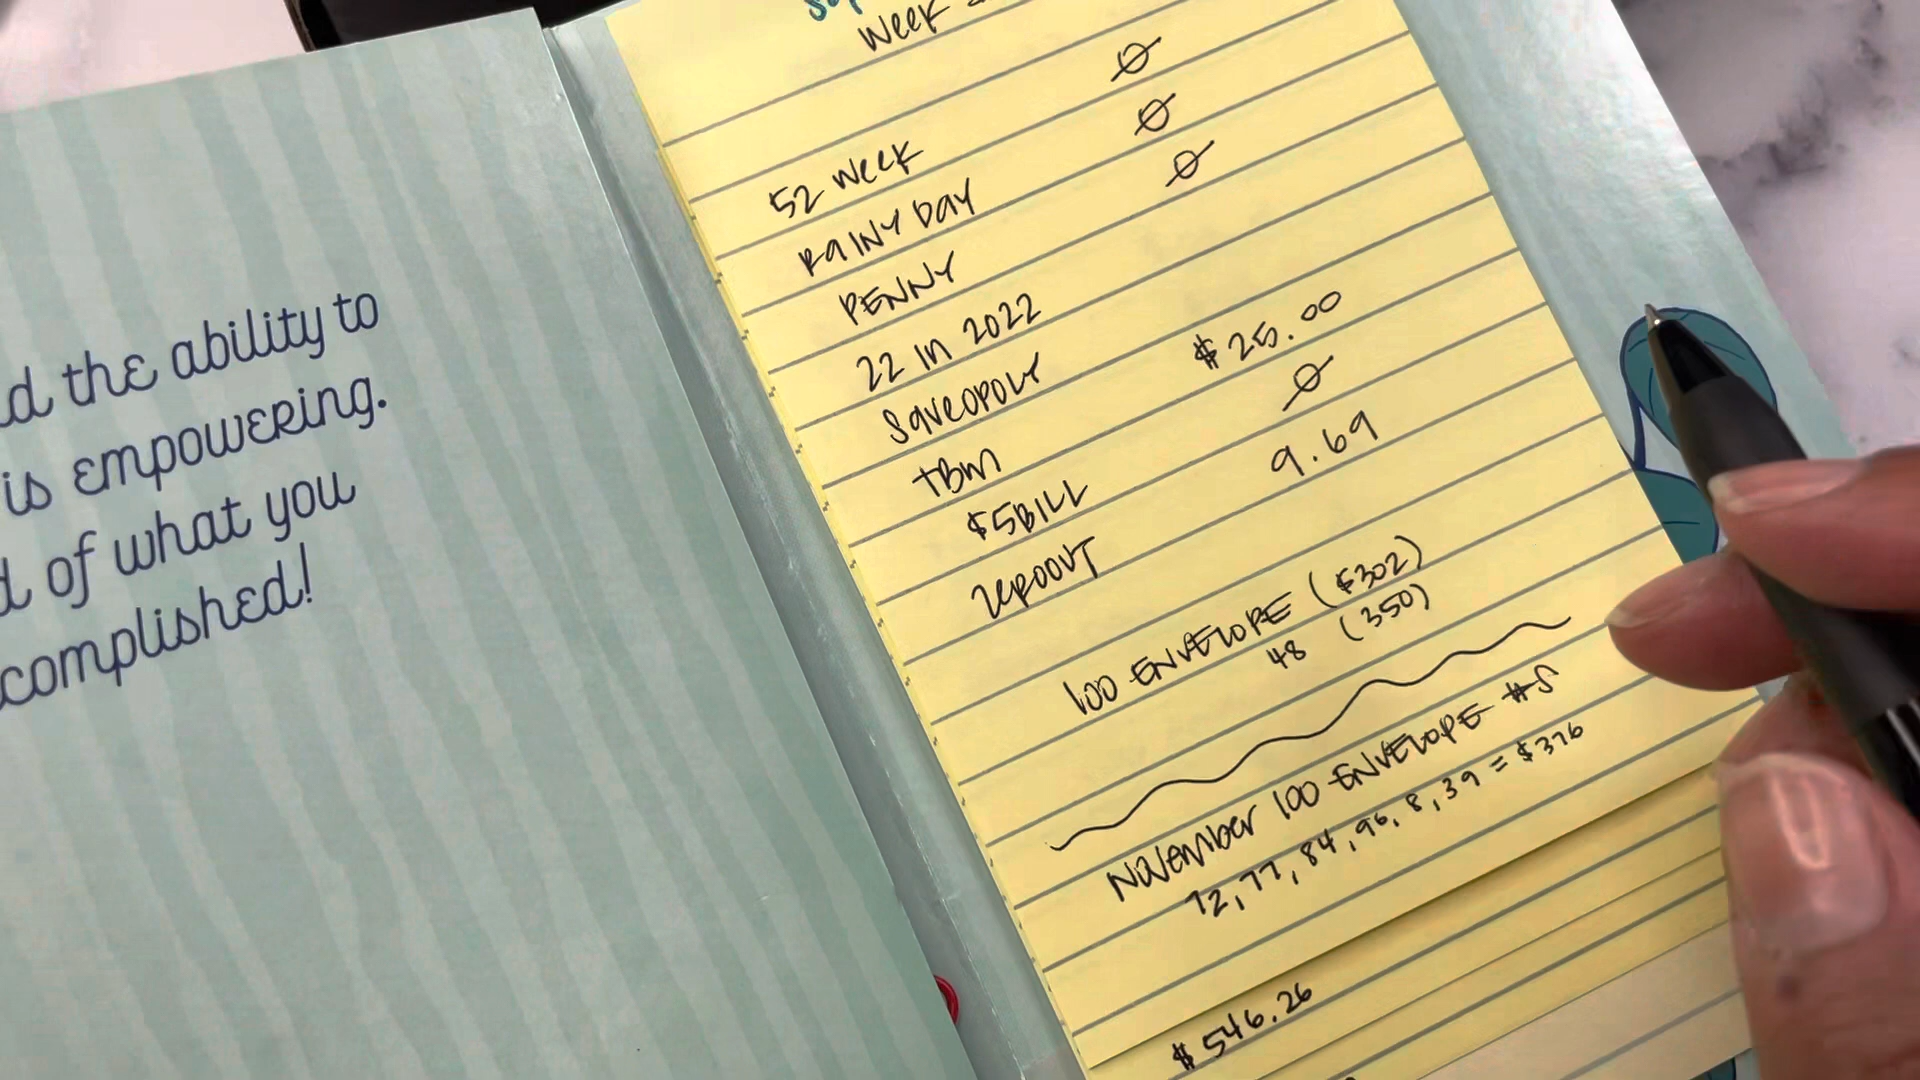 d the ability to
is empowering.
d of what you
complished!
Week
52 WEEK Ø
RAINY DAY Ø
PENNY Ø
22 IN 2022
SAVEOPOLY $25.00
TBM Ø
$5BILL 9.69
ZEROOUT
100 ENVELOPE ($302)
48 (350)
NOVEMBER 100 ENVELOPE #S
72, 77, 84, 96, 8, 39 = $376
$546.26